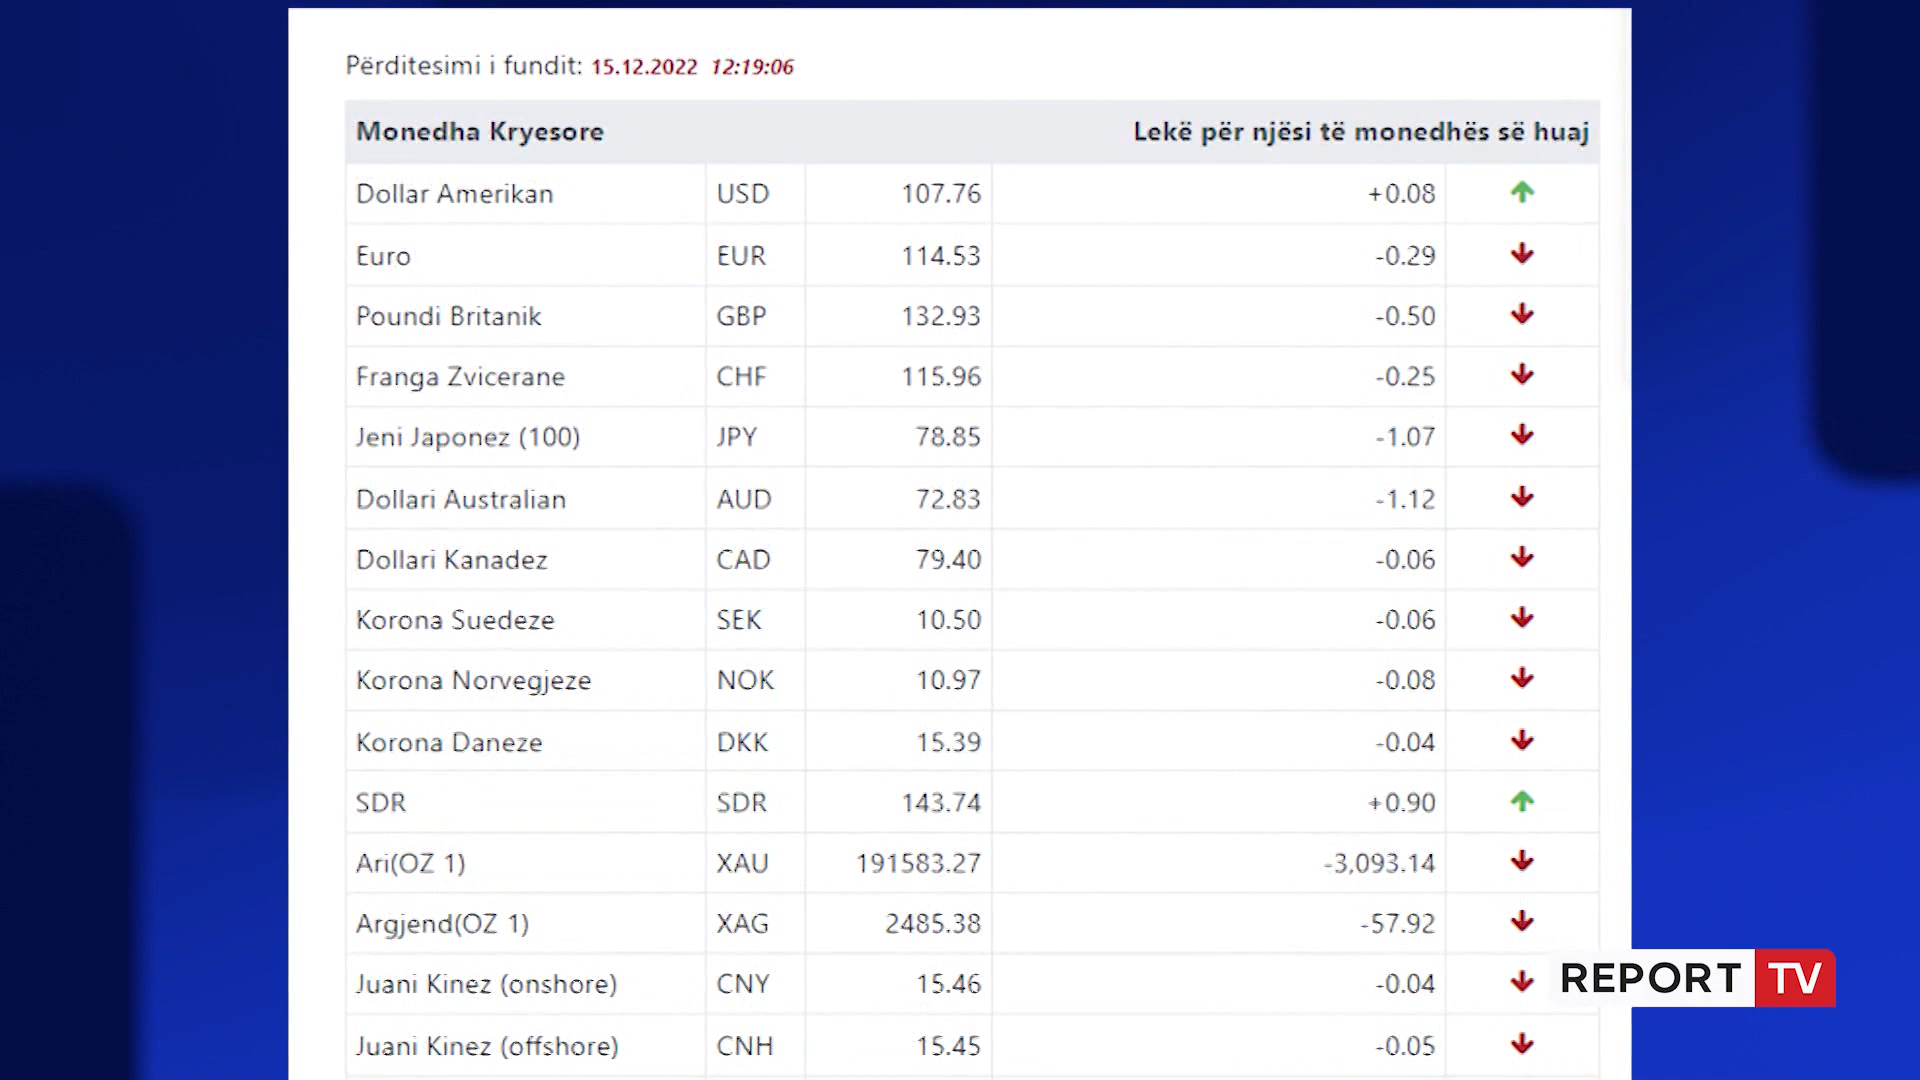 Përditesimi i fundit: 15.12.2022 12:19:06
Monedha Kryesore Lekë për njësi të monedhës së huaj
Dollar Amerikan USD 107.76 +0.08
Euro EUR 114.53 -0.29
Poundi Britanik GBP 132.93 -0.50
Franga Zvicerane CHF 115.96 -0.25
Jeni Japonez (100) JPY 78.85 -1.07
Dollari Australian AUD 72.83 -1.12
Dollari Kanadez CAD 79.40 -0.06
Korona Suedeze SEK 10.50 -0.06
Korona Norvegjeze NOK 10.97 -0.08
Korona Daneze DKK 15.39 -0.04
SDR SDR 143.74 +0.90
Ari(OZ 1) XAU 191583.27 -3,093.14
Argjend(OZ 1) XAG 2485.38 -57.92
Juani Kinez (onshore) CNY 15.46 -0.04
Juani Kinez (offshore) CNH 15.45 -0.05
REPORT TV